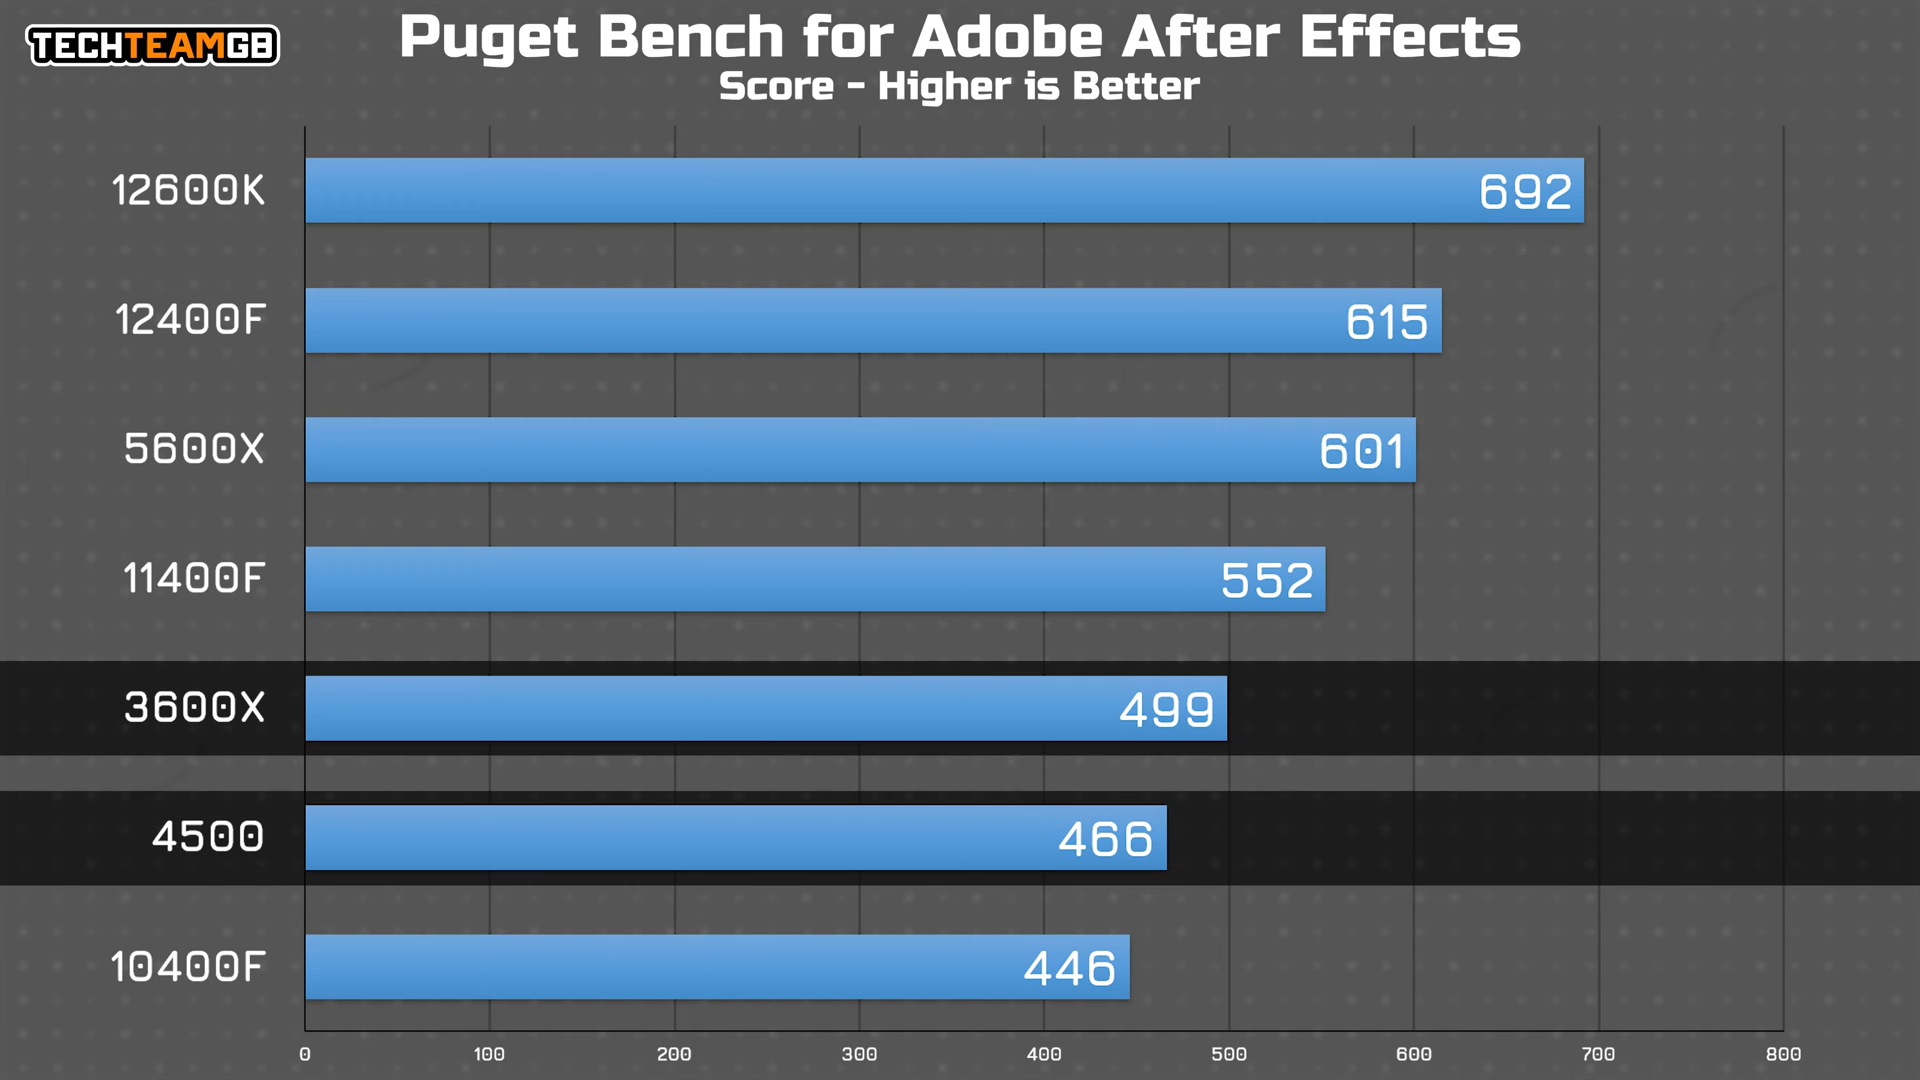 TECHTEAMGB
Puget Bench for Adobe After Effects
Score - Higher is Better
12600K 692
12400F 615
5600X 601
11400F 552
3600X 499
4500 466
10400F 446
0 100 200 300 400 500 600 700 800